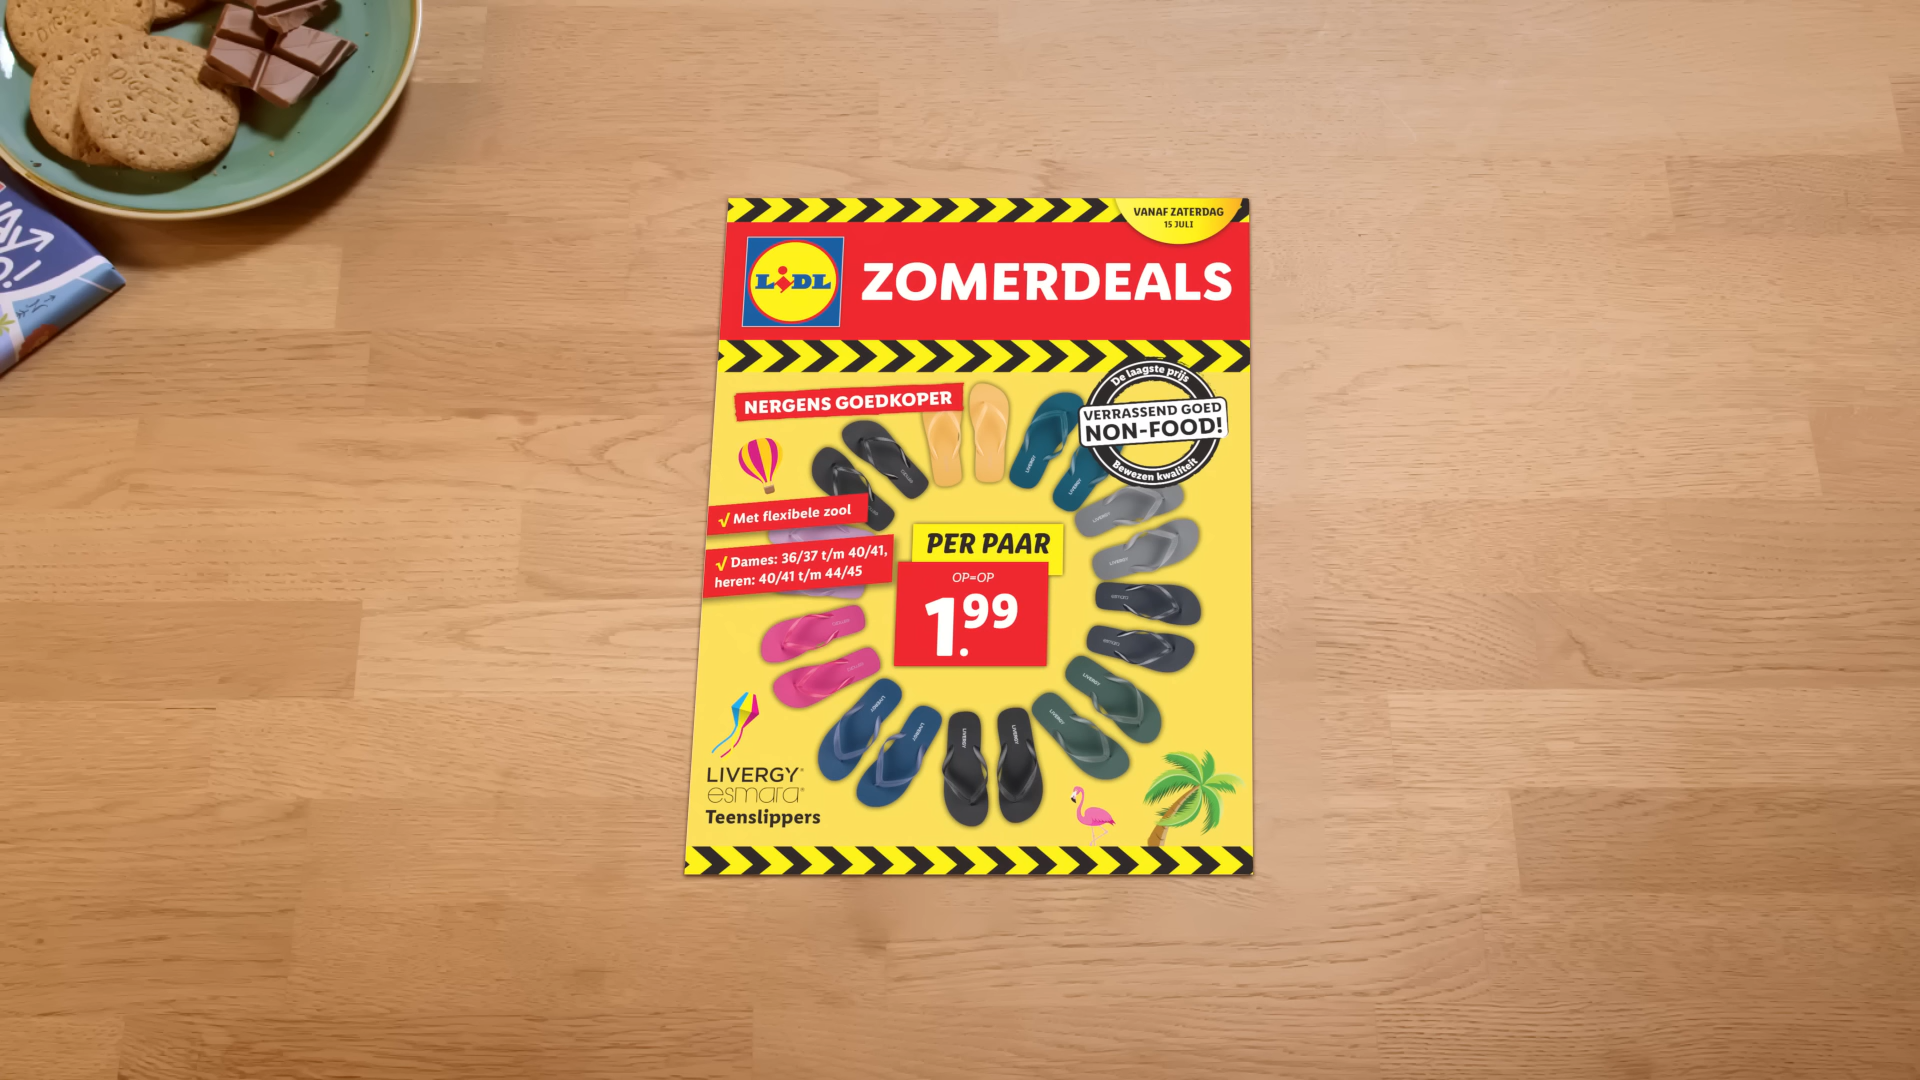 VANAF ZATERDAG
15 JULI
LIDL
ZOMERDEALS
NERGENS GOEDKOPER
De laagste prijs
VERRASSEND GOED
NON-FOOD!
Bewezen kwaliteit
√ Met flexibele zool
√ Dames: 36/37 t/m 40/41,
heren: 40/41 t/m 44/45
PER PAAR
OP=OP
1.99
LIVERGY®
esmara®
Teenslippers
DIGESTIVE
BISCUIT